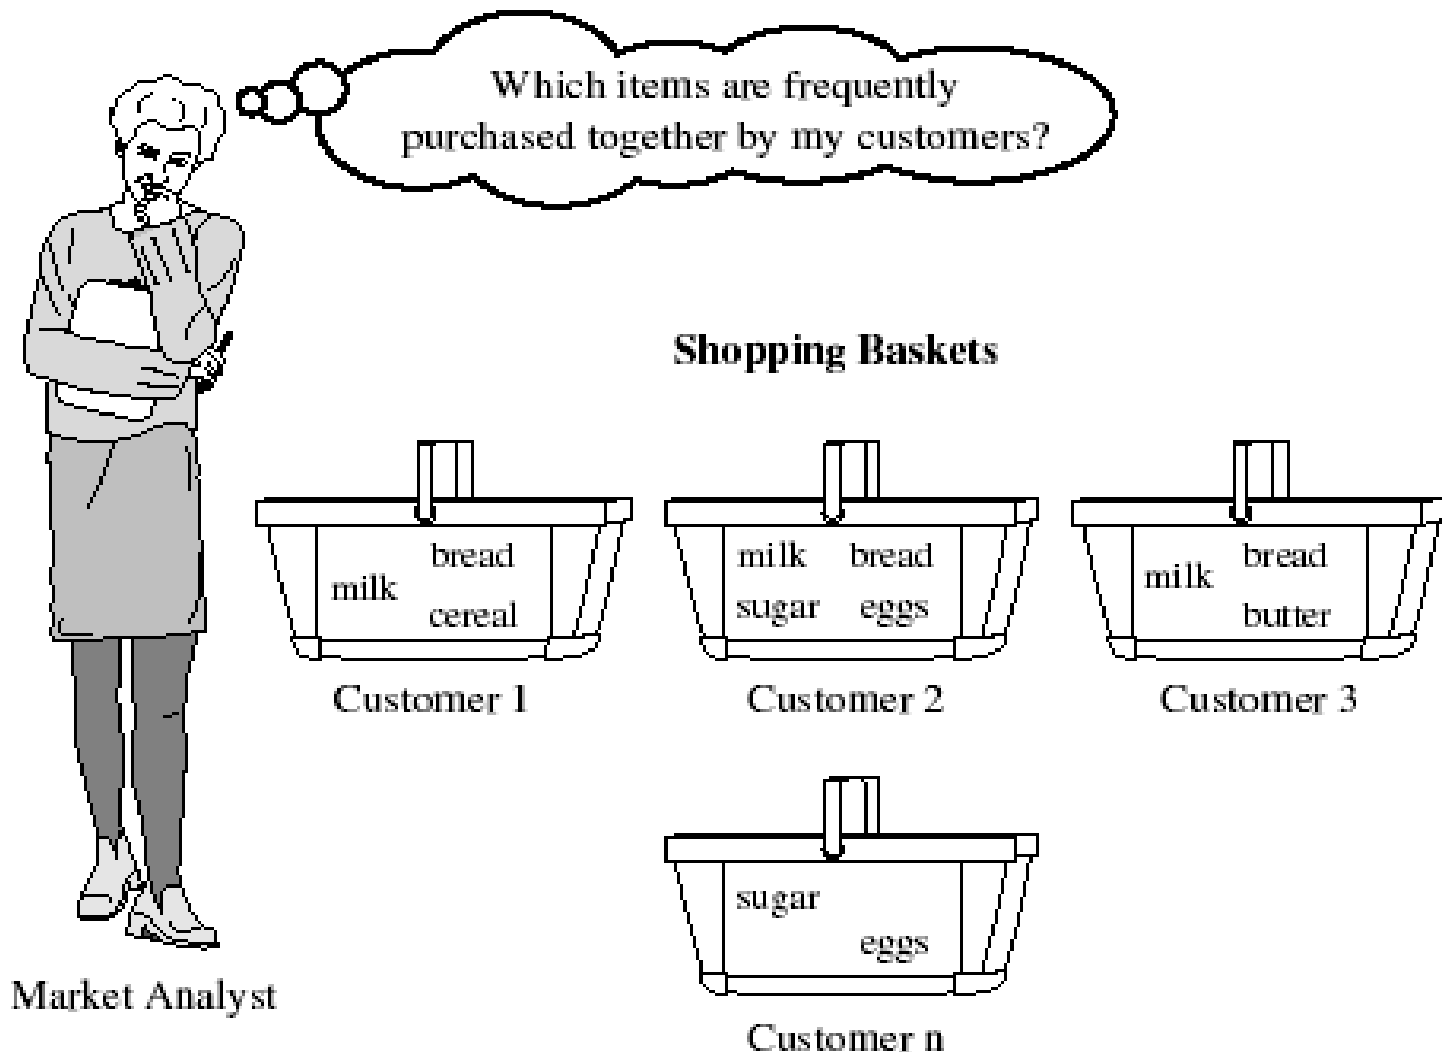 Which items are frequently
purchased together by my customers?
Shopping Baskets
milk
bread
cereal
Customer 1
milk bread
sugar eggs
Customer 2
milk
bread
butter
Customer 3
sugar
eggs
Customer n
Market Analyst